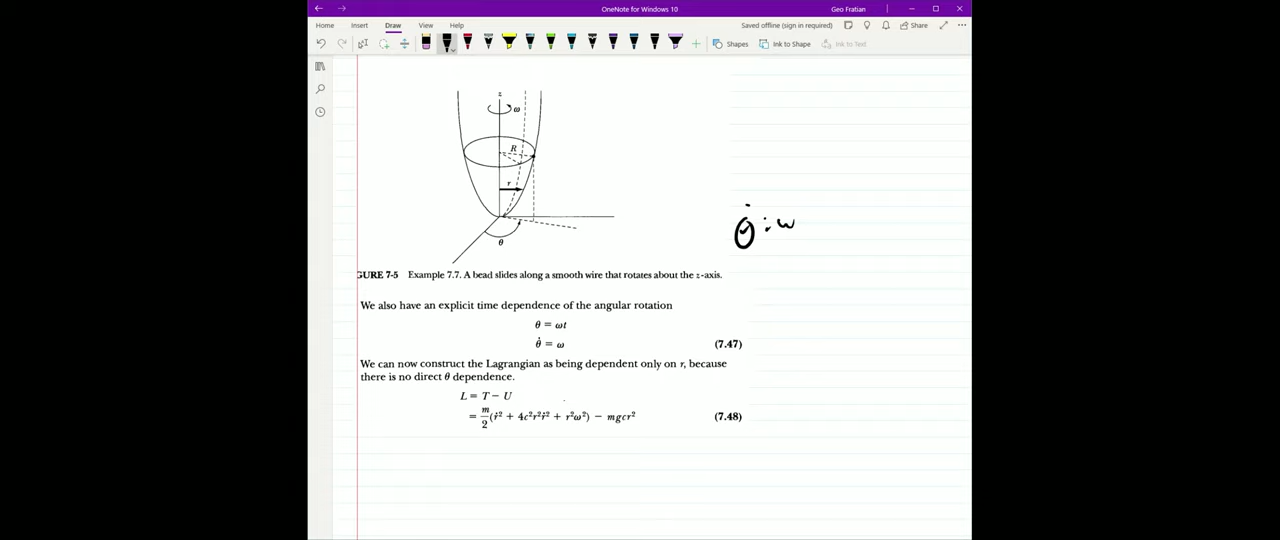 OneNote for Windows 10
Geo Fratian
Home Insert Draw View Help
Saved offline (sign in required)
Share
Shapes
Ink to Shape
Ink to Text
z
ω
R
r
θ
θ̇ = ω
GURE 7-5 Example 7.7. A bead slides along a smooth wire that rotates about the z-axis.
We also have an explicit time dependence of the angular rotation
θ = ωt
θ̇ = ω (7.47)
We can now construct the Lagrangian as being dependent only on r, because
there is no direct θ dependence.
L = T − U
= m/2 (ṙ² + 4c²r²ṙ² + r²ω²) − mgcr² (7.48)